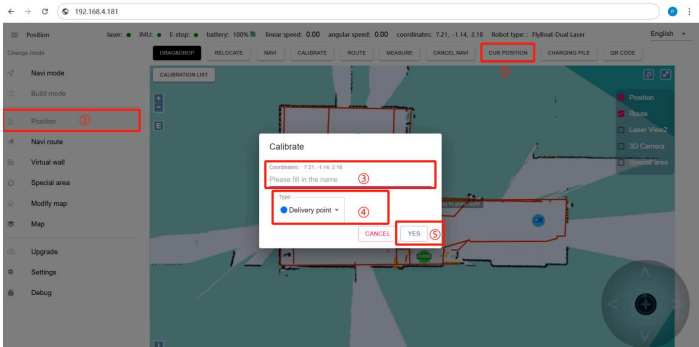 192.168.4.181
Position
laser:
IMU:
E-stop:
battery: 100%
linear speed: 0.00
angular speed: 0.00
coordinates: 7.21, -1.14, 2.18
Robot type: : FlyBoat-Dual Laser
English
Change mode
DRAG&DROP
RELOCATE
NAVI
CALIBRATE
ROUTE
MEASURE
CANCEL NAVI
CUR POSITION
CHARGING PILE
QR CODE
Navi mode
Build mode
Position ①
Navi route
Virtual wall
Special area
Modify map
Map
Upgrade
Settings
Debug
CALIBRATION LIST
②
+
−
E
Position
Route
Laser View2
3D Camera
Special area
Calibrate
Coordinates: 7.21, -1.14, 2.18
Please fill in the name ③
Type
Delivery point ④
CANCEL
YES ⑤